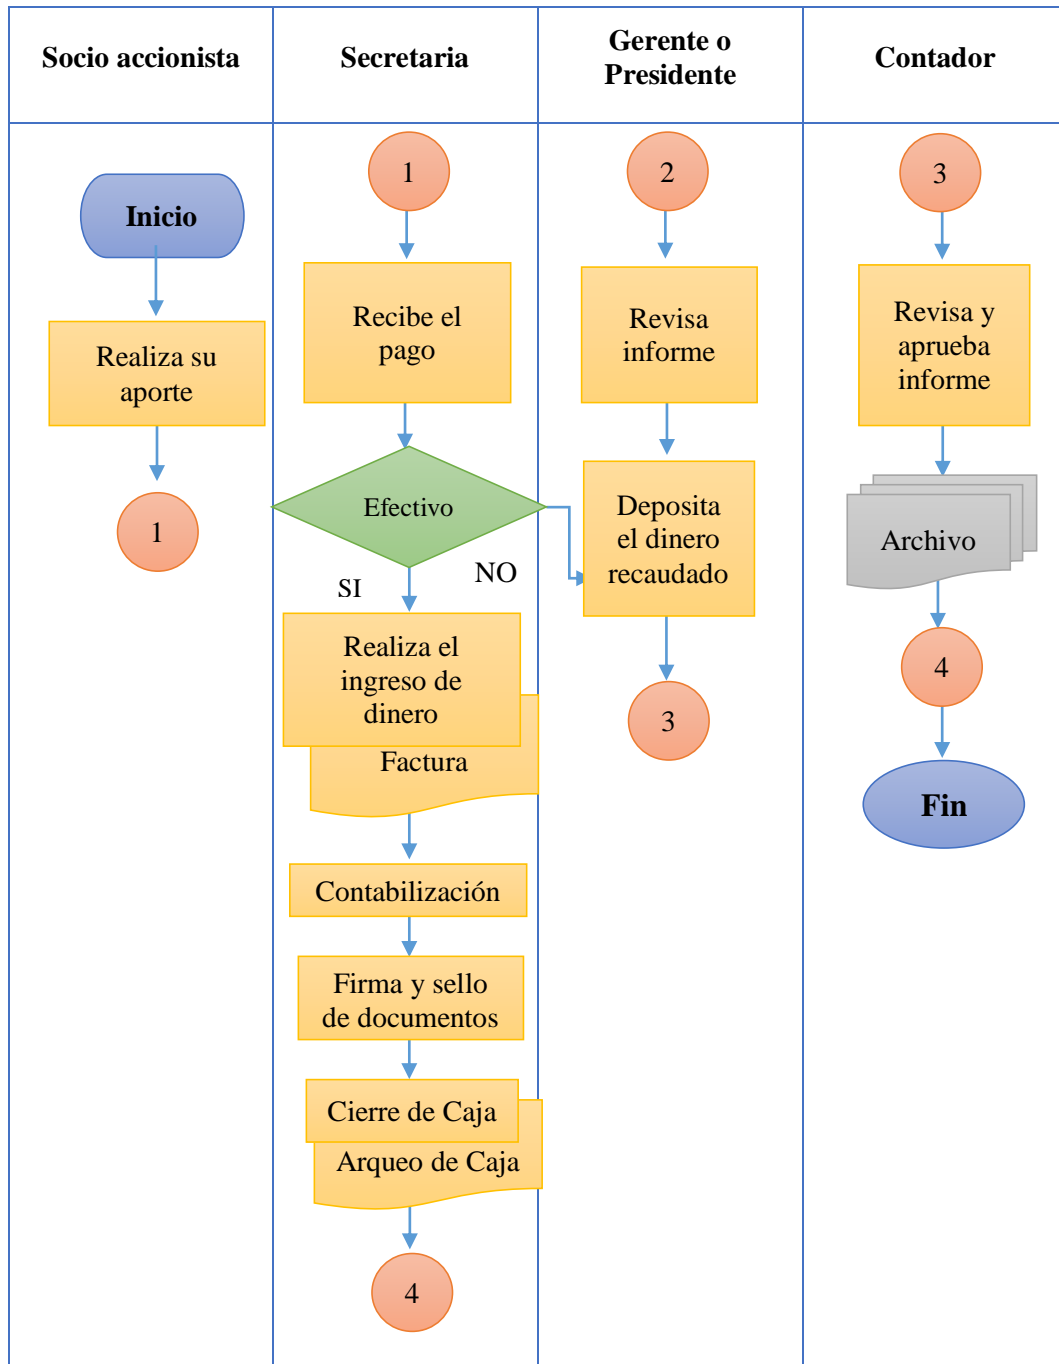 Socio accionista
Secretaria
Gerente o
Presidente
Contador
Inicio
Realiza su
aporte
1
1
Recibe el
pago
Efectivo
SI
NO
Realiza el
ingreso de
dinero
Factura
Contabilización
Firma y sello
de documentos
Cierre de Caja
Arqueo de Caja
4
2
Revisa
informe
Deposita
el dinero
recaudado
3
3
Revisa y
aprueba
informe
Archivo
4
Fin